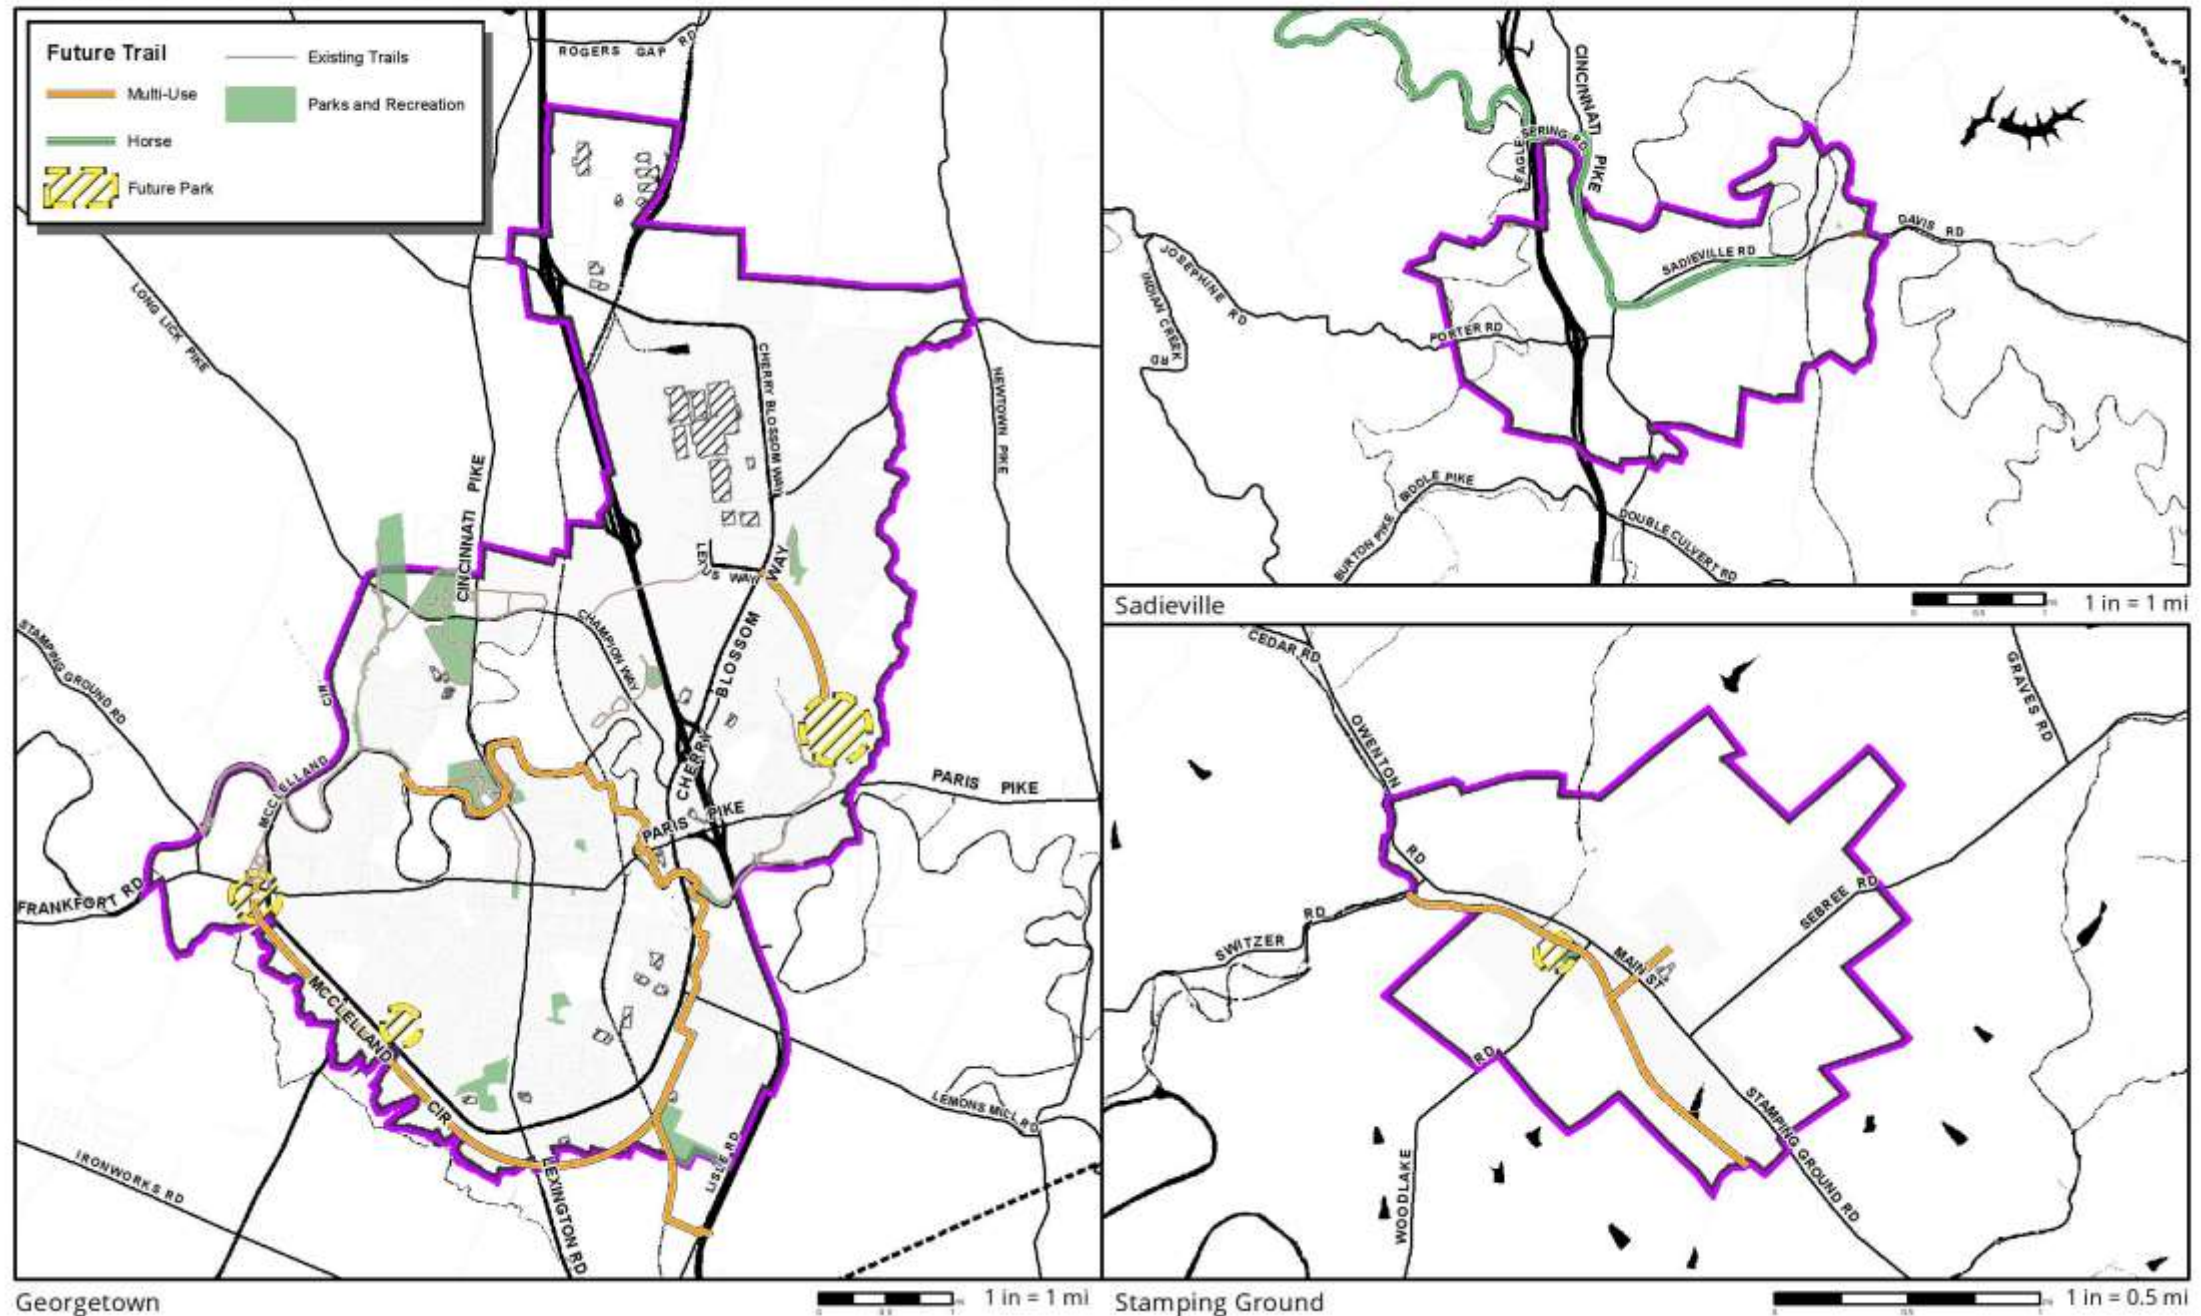 Future Trail
Existing Trails
Multi-Use
Parks and Recreation
Horse
Future Park
ROGERS GAP RD
LONG LICK PIKE
CINCINNATI PIKE
CHERRY BLOSSOM WAY
NEWTOWN PIKE
LEXUS WAY
CHAMPION WAY
CHERRY BLOSSOM WAY
STAMPING GROUND RD
MCCLELLAND CIR
PARIS PIKE
PARIS PIKE
FRANKFORT RD
MCCLELLAND CIR
LEMONS MILL RD
LISLE RD
LEXINGTON RD
IRONWORKS RD
Georgetown
1 in = 1 mi
CINCINNATI PIKE
EAGLE
SPRING RD
SADIEVILLE RD
DAVIS RD
JOSEPHINE RD
INDIAN CREEK RD
PORTER RD
BIDDLE PIKE
BURTON PIKE
DOUBLE CULVERT RD
Sadieville
1 in = 1 mi
CEDAR RD
OWENTON RD
GRAVES RD
SEBREE RD
SWITZER RD
MAIN ST
WOODLAKE RD
STAMPING GROUND RD
Stamping Ground
1 in = 0.5 mi